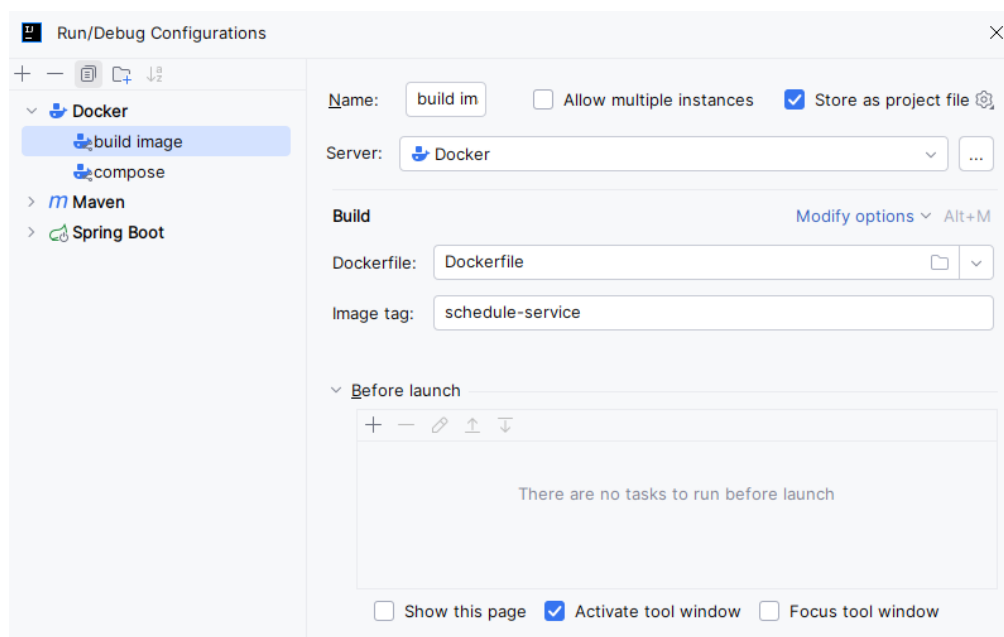 Run/Debug Configurations
Docker
build image
compose
Maven
Spring Boot
Name: build im Allow multiple instances Store as project file
Server: Docker ...
Build Modify options Alt+M
Dockerfile: Dockerfile
Image tag: schedule-service
Before launch
There are no tasks to run before launch
Show this page Activate tool window Focus tool window